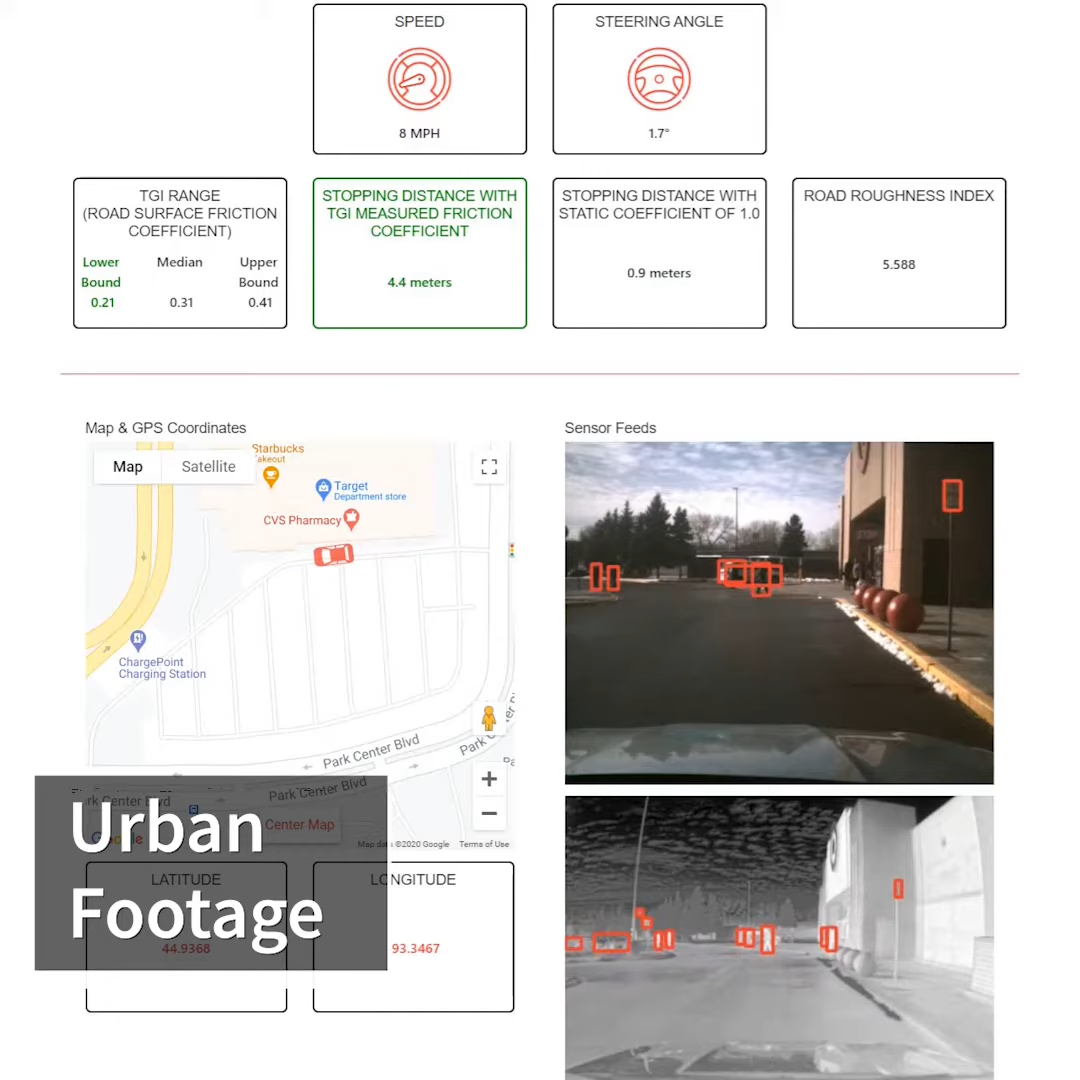 SPEED
8 MPH
STEERING ANGLE
1.7°
TGI RANGE
(ROAD SURFACE FRICTION
COEFFICIENT)
Lower
Bound
0.21
Median
0.31
Upper
Bound
0.41
STOPPING DISTANCE WITH
TGI MEASURED FRICTION
COEFFICIENT
4.4 meters
STOPPING DISTANCE WITH
STATIC COEFFICIENT OF 1.0
0.9 meters
ROAD ROUGHNESS INDEX
5.588
Map & GPS Coordinates
Map
Satellite
Starbucks
Takeout
Target
Department store
CVS Pharmacy
ChargePoint
Charging Station
Park Center Blvd
Park Center Blvd
Google
Center Map
Map data ©2020 Google
Terms of Use
Urban
Footage
LATITUDE
44.9368
LONGITUDE
93.3467
Sensor Feeds